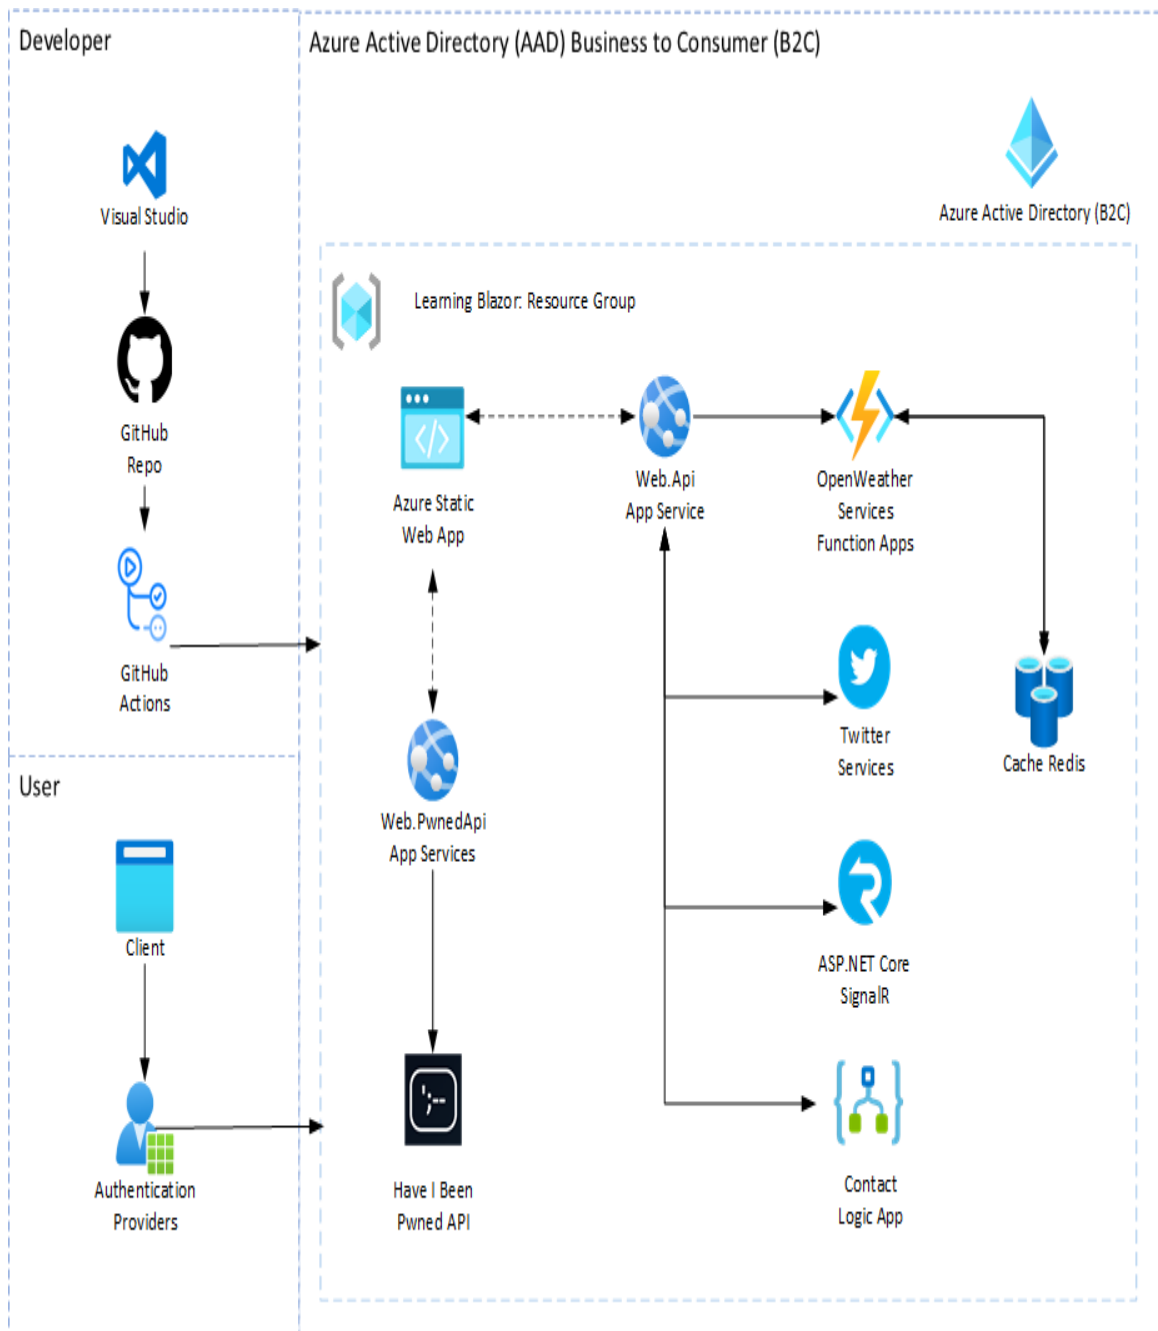 Developer
Visual Studio
GitHub
Repo
GitHub
Actions
User
Client
Authentication
Providers
Azure Active Directory (AAD) Business to Consumer (B2C)
Azure Active Directory (B2C)
Learning Blazor: Resource Group
Azure Static
Web App
Web.Api
App Service
OpenWeather
Services
Function Apps
Twitter
Services
Cache Redis
Web.PwnedApi
App Services
ASP.NET Core
SignalR
Have I Been
Pwned API
Contact
Logic App